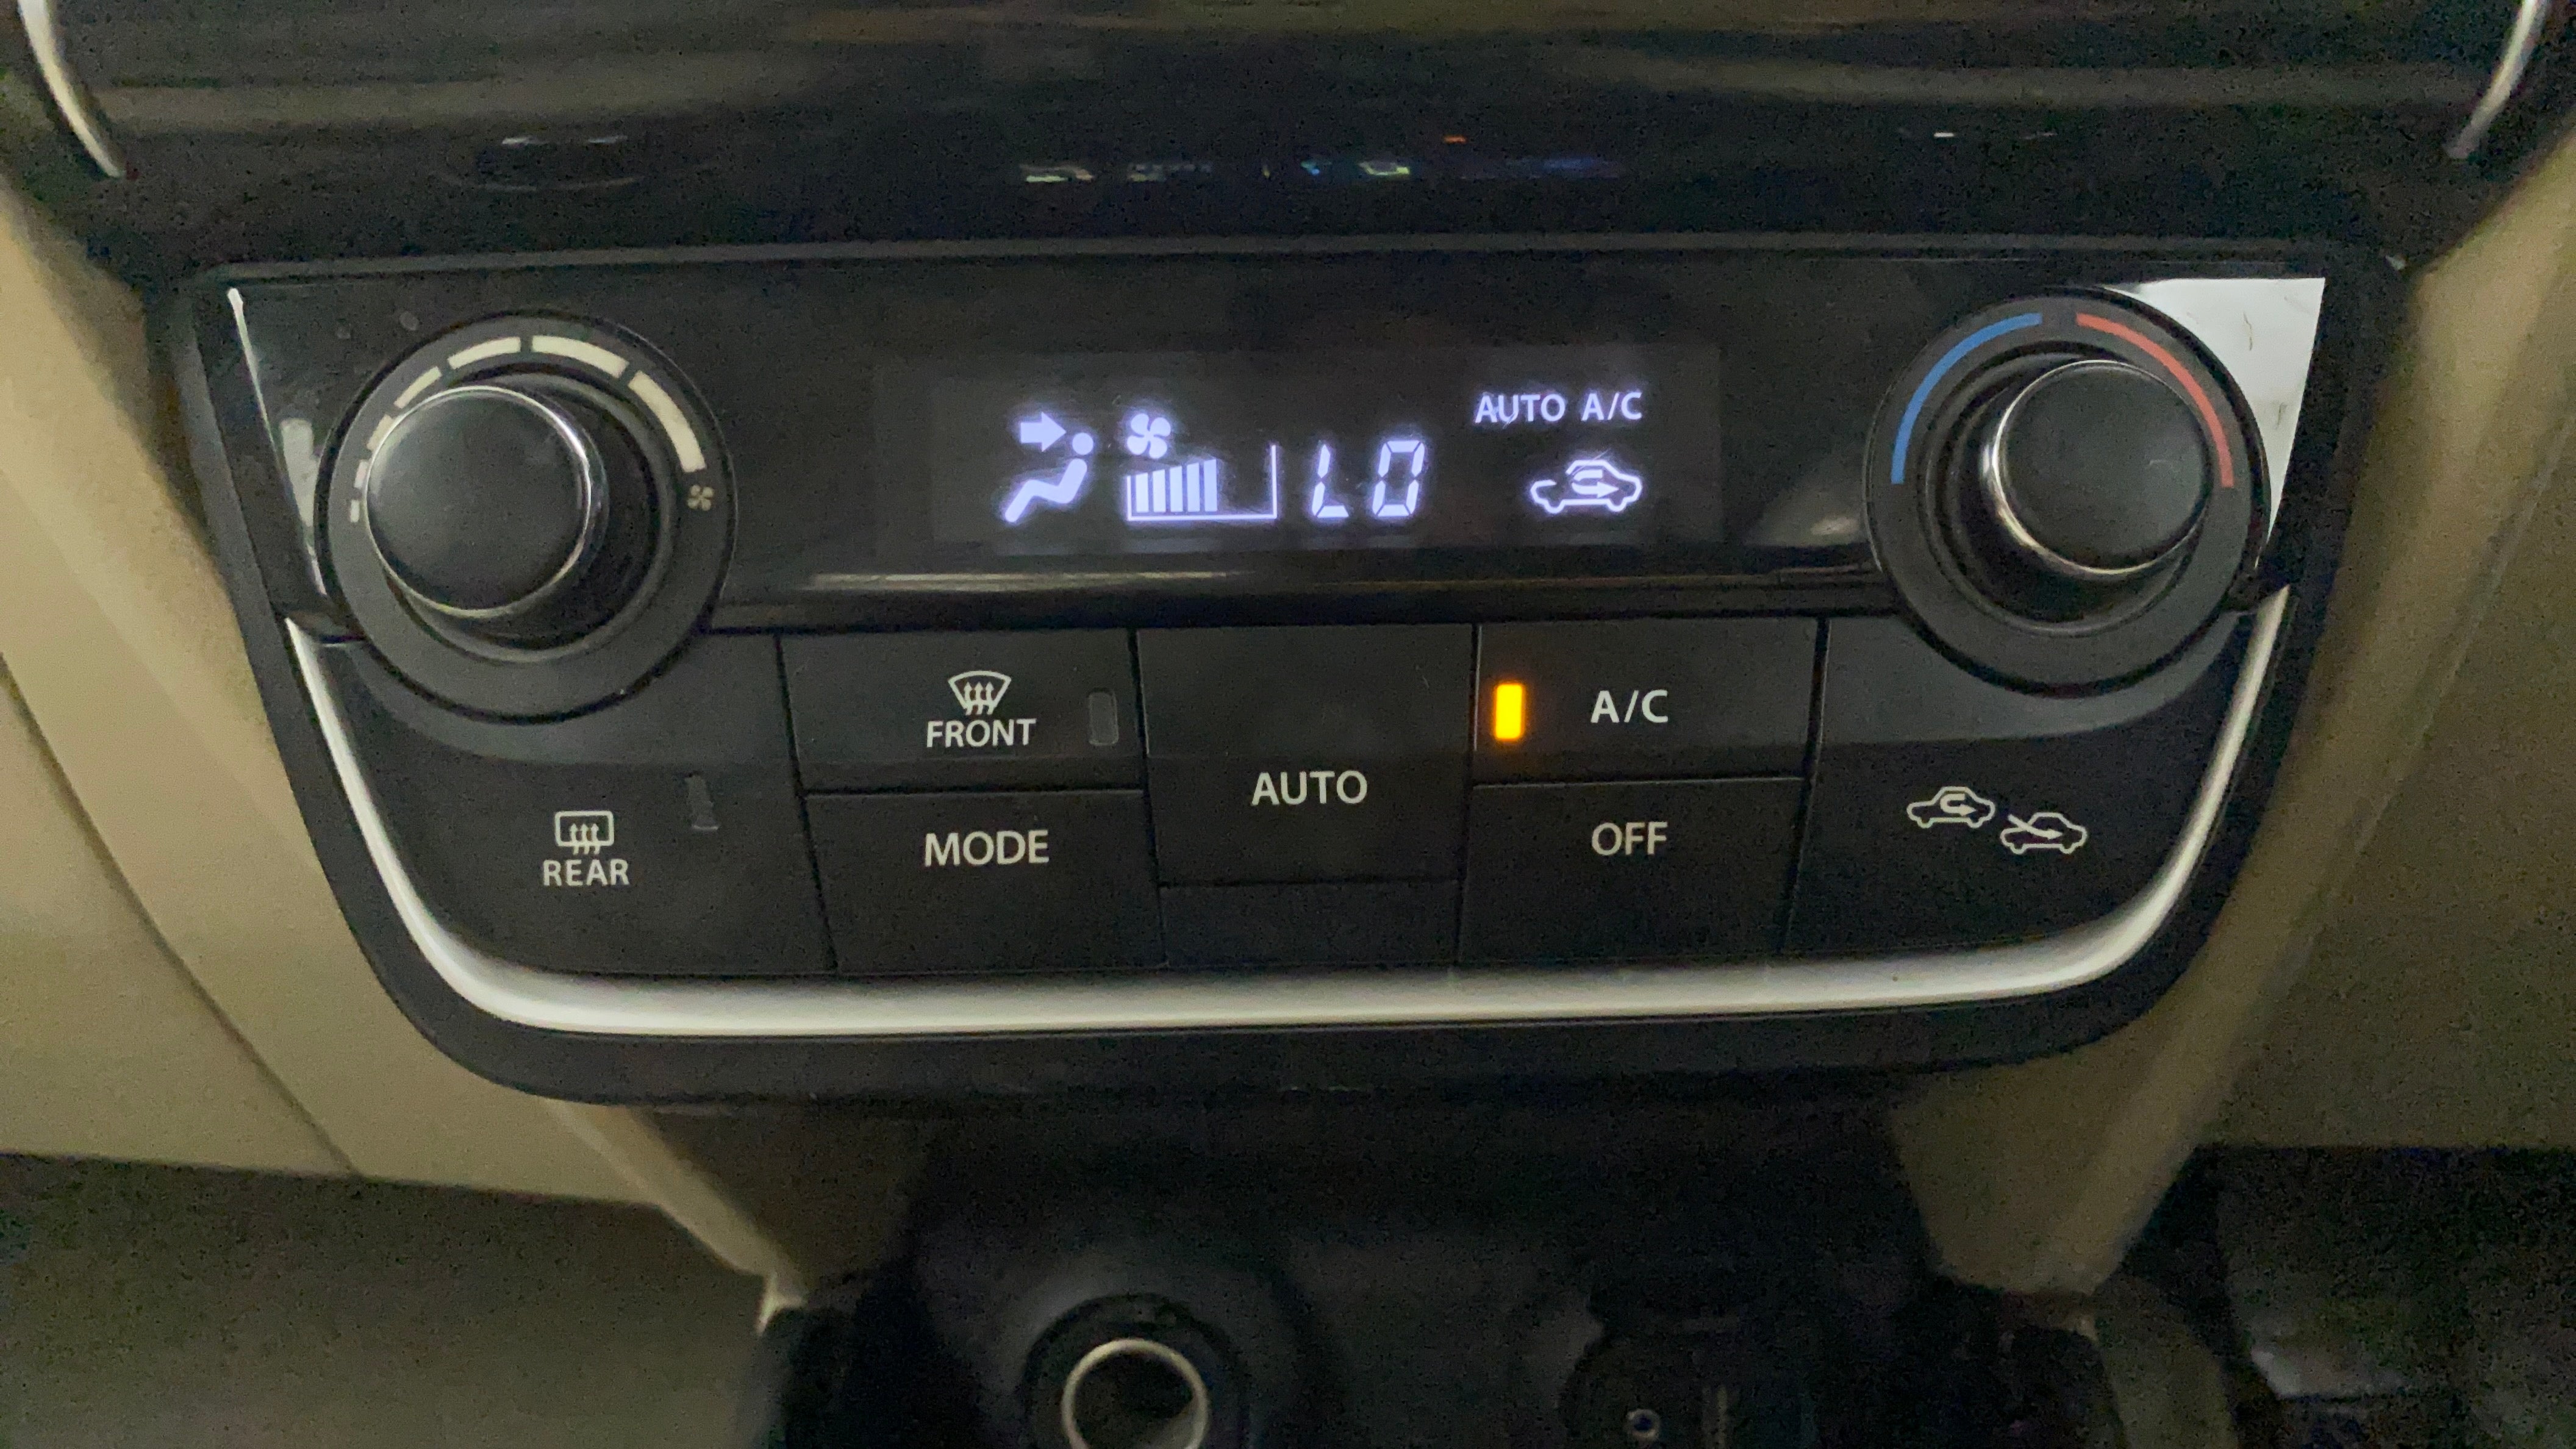 AUTO A/C
LO
FRONT
A/C
AUTO
MODE
OFF
REAR